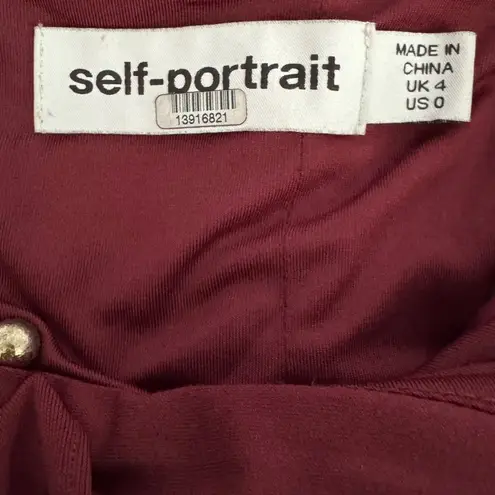 self-portrait
13916821
MADE IN
CHINA
UK 4
US 0